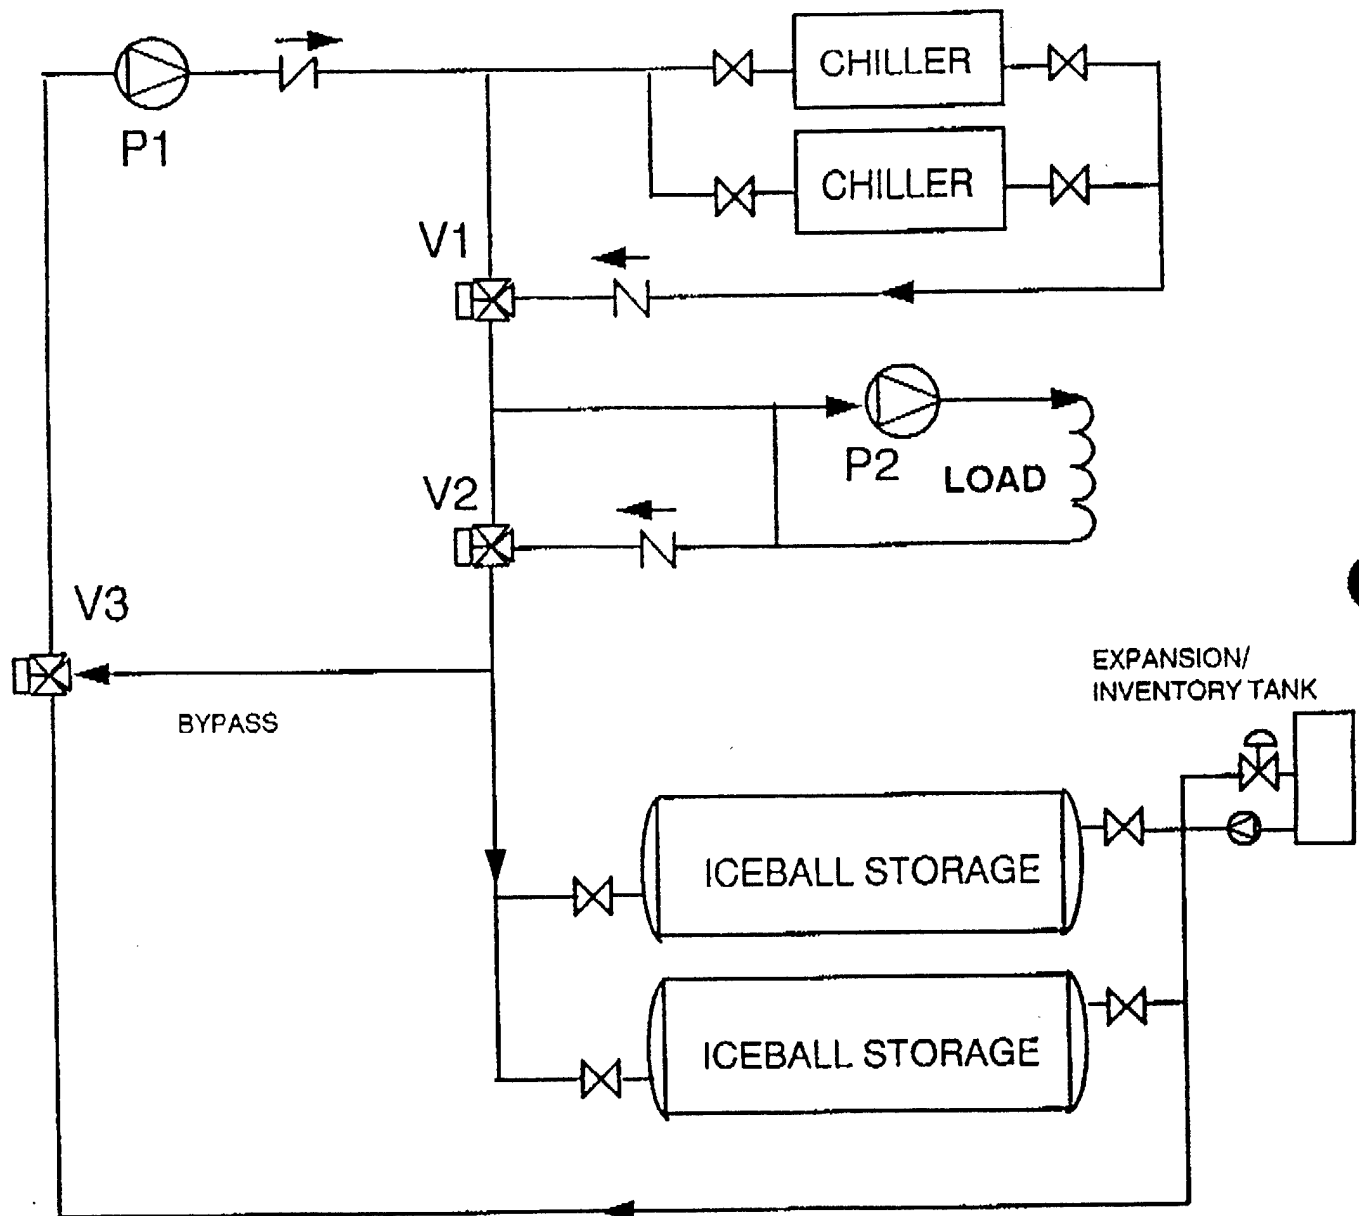 CHILLER
P1
CHILLER
V1
P2
LOAD
V2
V3
EXPANSION/
INVENTORY TANK
BYPASS
ICEBALL STORAGE
ICEBALL STORAGE